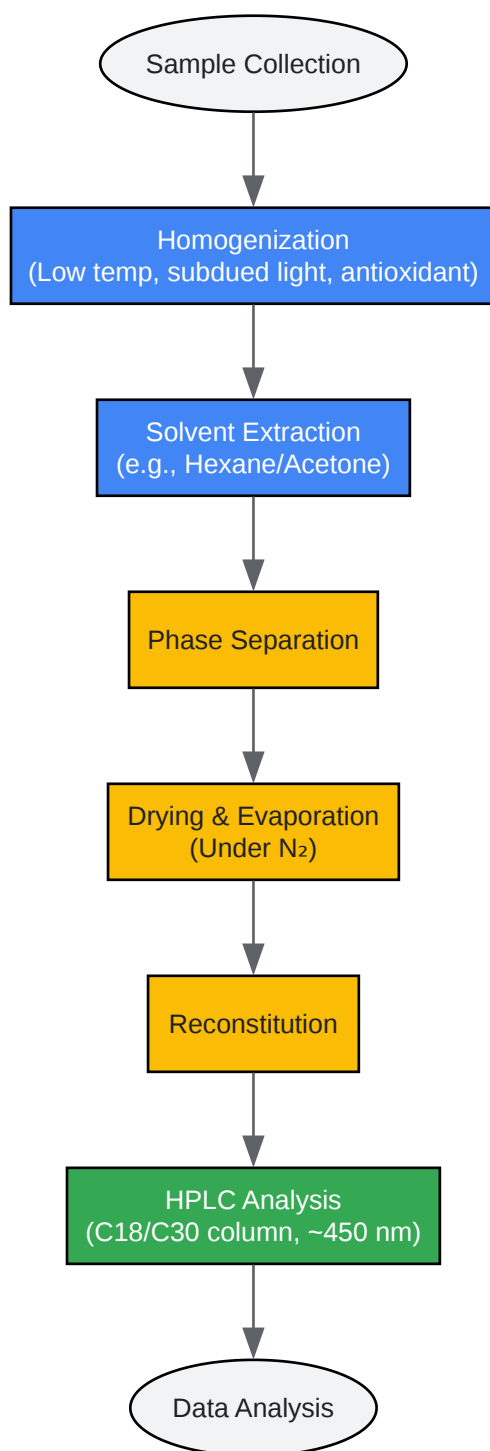 Sample Collection
Homogenization
(Low temp, subdued light, antioxidant)
Solvent Extraction
(e.g., Hexane/Acetone)
Phase Separation
Drying & Evaporation
(Under N₂)
Reconstitution
HPLC Analysis
(C18/C30 column, ~450 nm)
Data Analysis